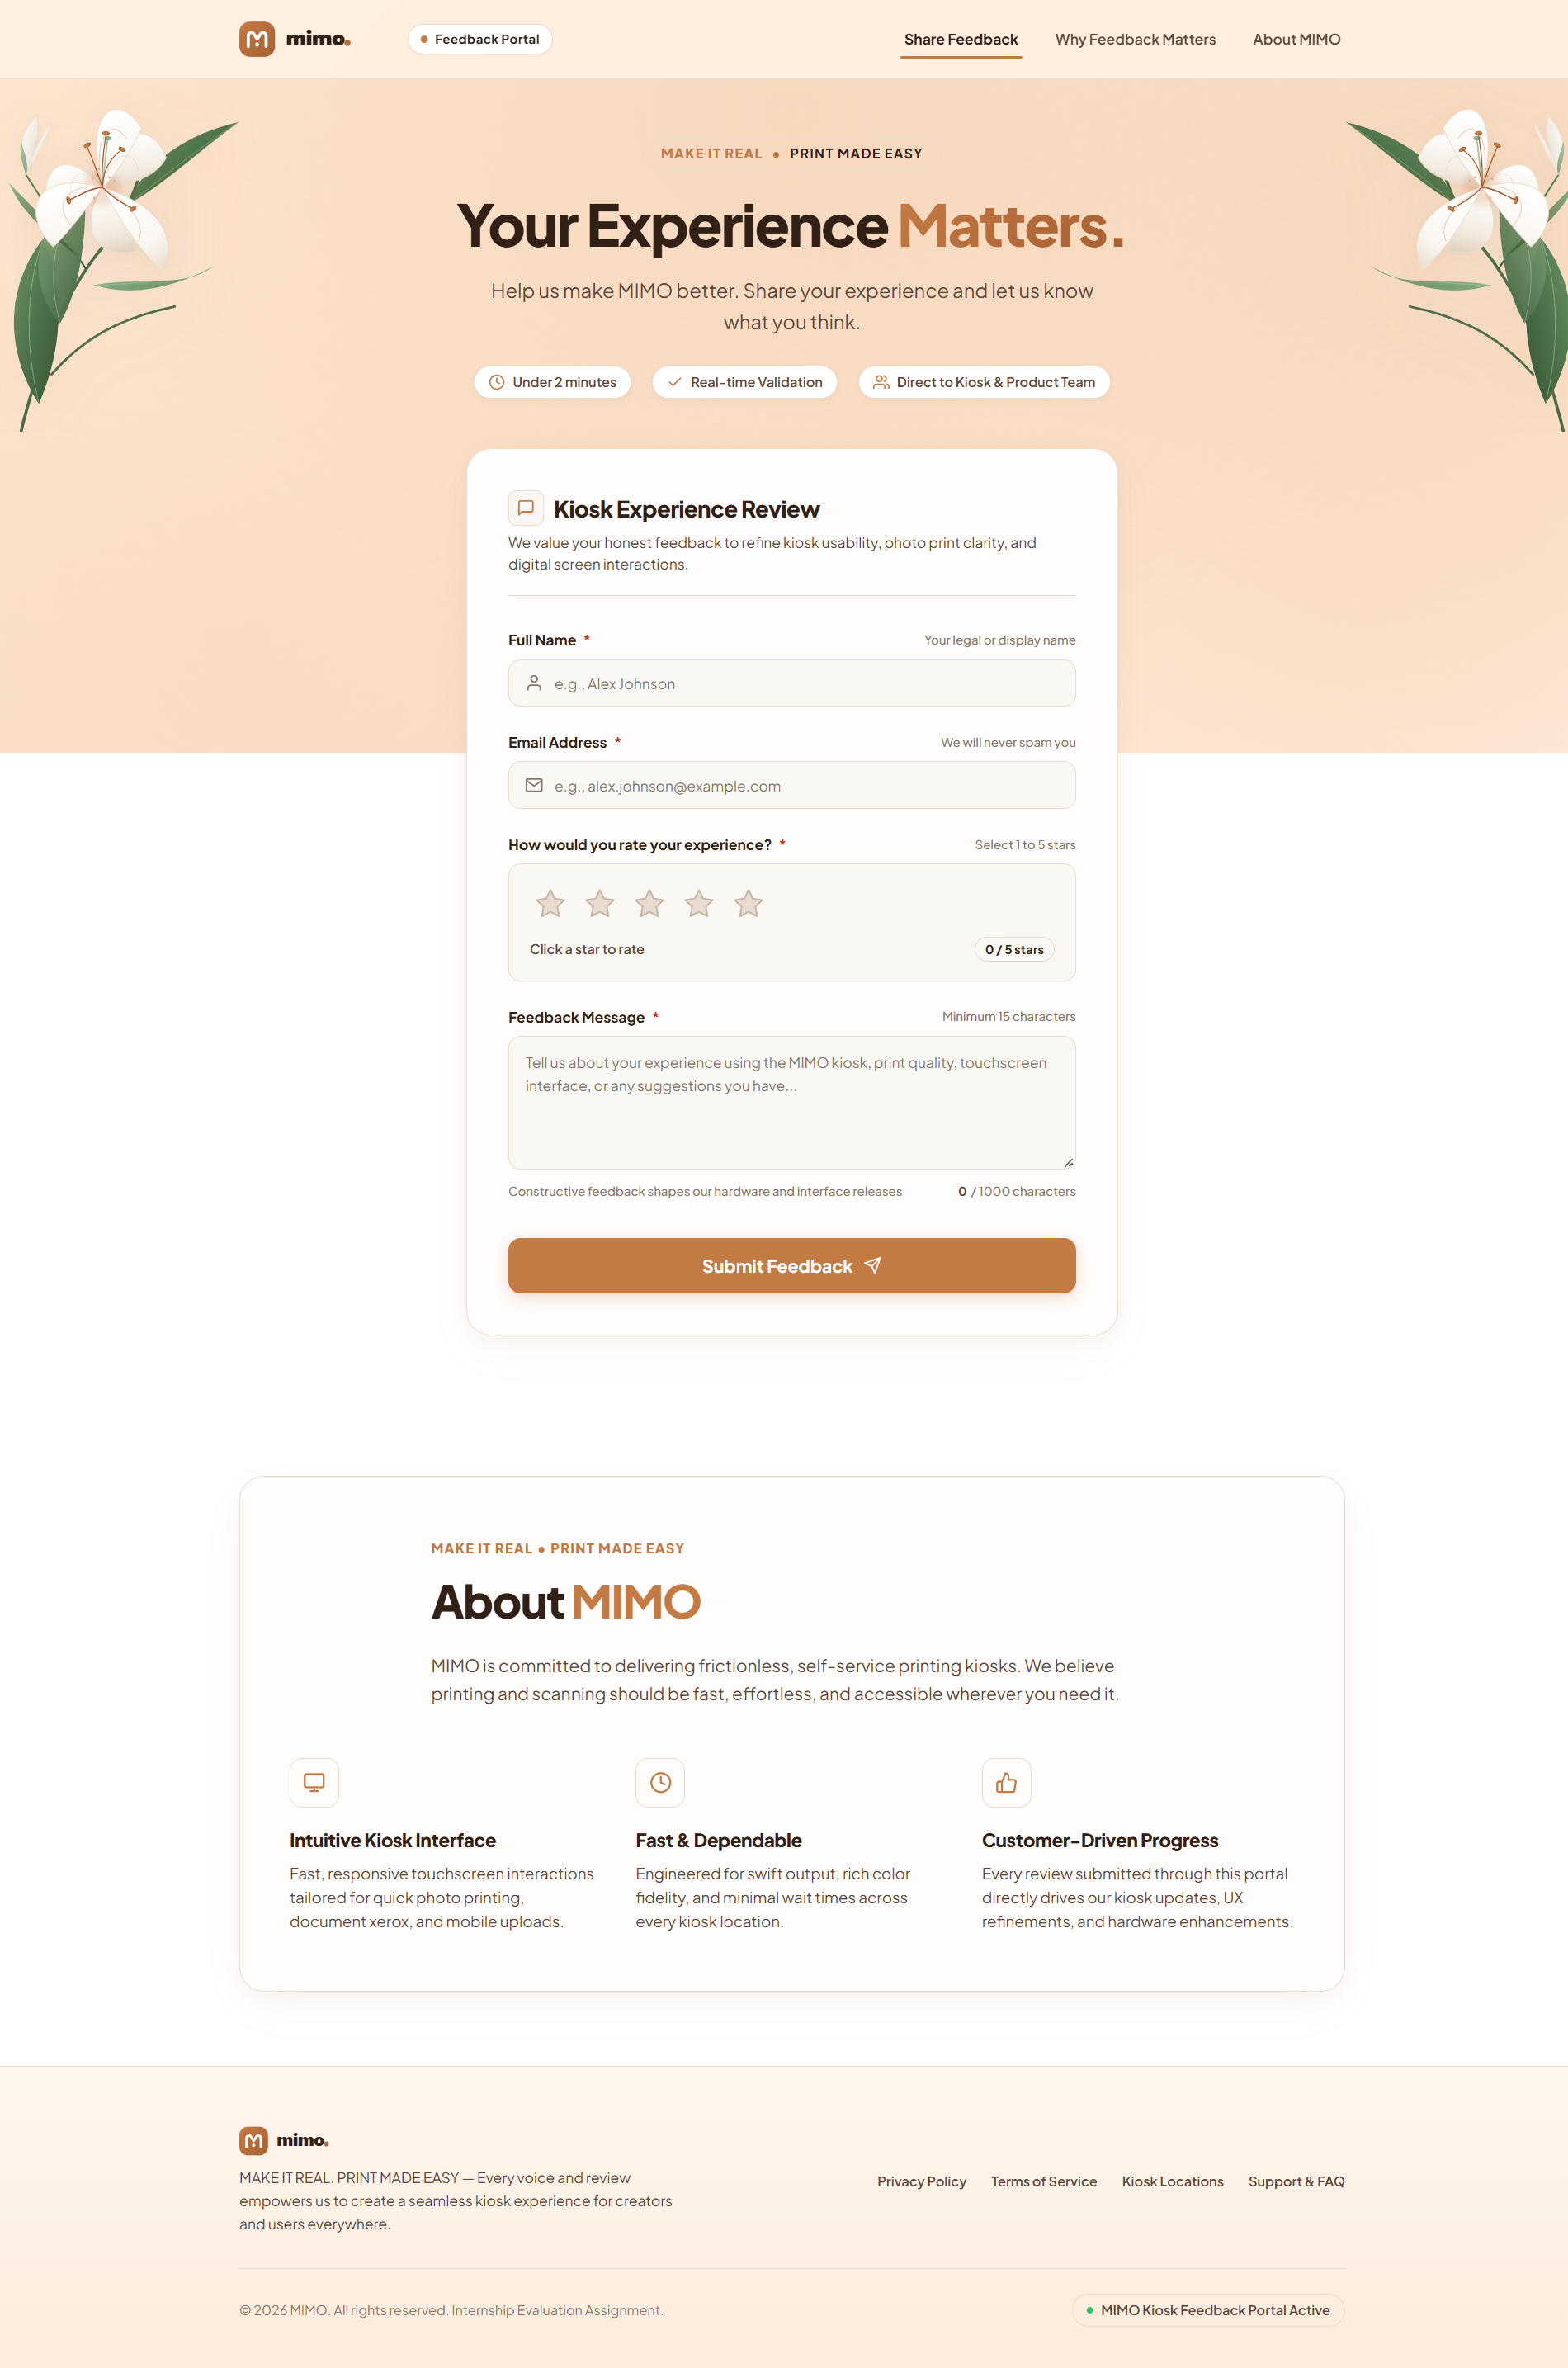 mimo.
Feedback Portal
Share Feedback
Why Feedback Matters
About MIMO
MAKE IT REAL ● PRINT MADE EASY
Your Experience Matters.
Help us make MIMO better. Share your experience and let us know
what you think.
Under 2 minutes
Real-time Validation
Direct to Kiosk & Product Team
Kiosk Experience Review
We value your honest feedback to refine kiosk usability, photo print clarity, and
digital screen interactions.
Full Name *
Your legal or display name
e.g., Alex Johnson
Email Address *
We will never spam you
e.g., alex.johnson@example.com
How would you rate your experience? *
Select 1 to 5 stars
Click a star to rate
0 / 5 stars
Feedback Message *
Minimum 15 characters
Tell us about your experience using the MIMO kiosk, print quality, touchscreen
interface, or any suggestions you have...
Constructive feedback shapes our hardware and interface releases
0 / 1000 characters
Submit Feedback
MAKE IT REAL ● PRINT MADE EASY
About MIMO
MIMO is committed to delivering frictionless, self-service printing kiosks. We believe
printing and scanning should be fast, effortless, and accessible wherever you need it.
Intuitive Kiosk Interface
Fast, responsive touchscreen interactions
tailored for quick photo printing,
document xerox, and mobile uploads.
Fast & Dependable
Engineered for swift output, rich color
fidelity, and minimal wait times across
every kiosk location.
Customer-Driven Progress
Every review submitted through this portal
directly drives our kiosk updates, UX
refinements, and hardware enhancements.
mimo.
MAKE IT REAL. PRINT MADE EASY — Every voice and review
empowers us to create a seamless kiosk experience for creators
and users everywhere.
Privacy Policy
Terms of Service
Kiosk Locations
Support & FAQ
© 2026 MIMO. All rights reserved. Internship Evaluation Assignment.
MIMO Kiosk Feedback Portal Active